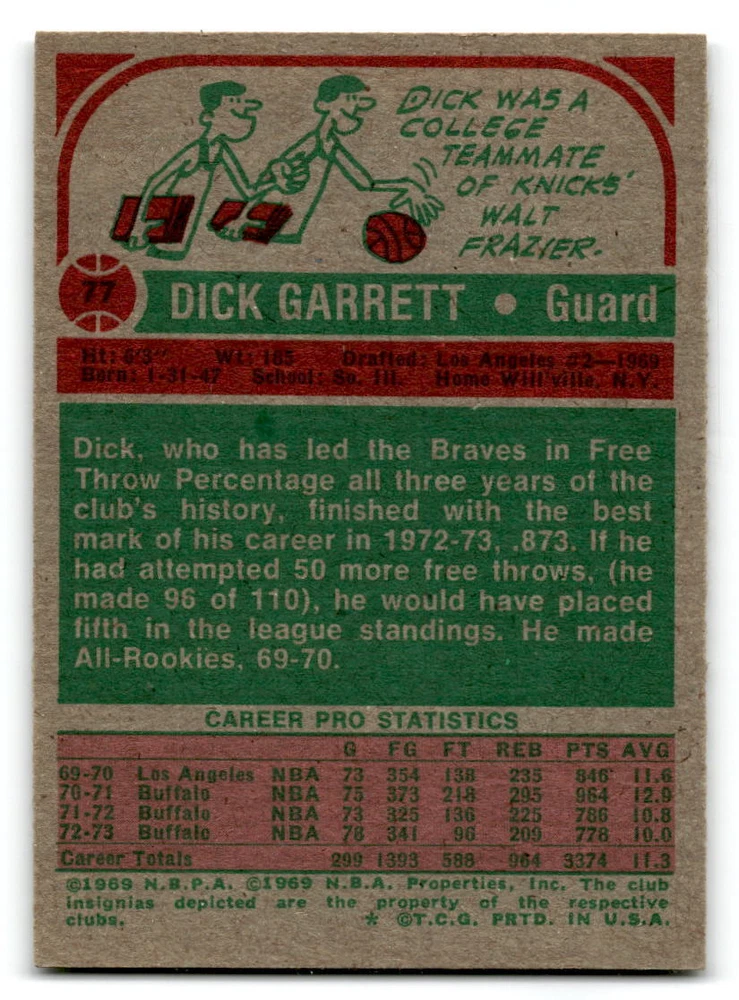 DICK WAS A
COLLEGE
TEAMMATE
OF KNICKS'
WALT
FRAZIER.
77
DICK GARRETT • Guard
Ht: 6'3" Wt: 185 Drafted: Los Angeles #2—1969
Born: 1-31-47 School: So. Ill. Home Will'ville, N.Y.
Dick, who has led the Braves in Free
Throw Percentage all three years of the
club's history, finished with the best
mark of his career in 1972-73, .873. If he
had attempted 50 more free throws, (he
made 96 of 110), he would have placed
fifth in the league standings. He made
All-Rookies, 69-70.
CAREER PRO STATISTICS
G FG FT REB PTS AVG
69-70 Los Angeles NBA 73 354 138 235 846 11.6
70-71 Buffalo NBA 75 373 218 295 964 12.9
71-72 Buffalo NBA 73 325 136 225 786 10.8
72-73 Buffalo NBA 78 341 96 209 778 10.0
Career Totals 299 1393 588 964 3374 11.3
©1969 N.B.P.A. ©1969 N.B.A. Properties, Inc. The club
insignias depicted are the property of the respective
clubs. * ©T.C.G. PRTD. IN U.S.A.